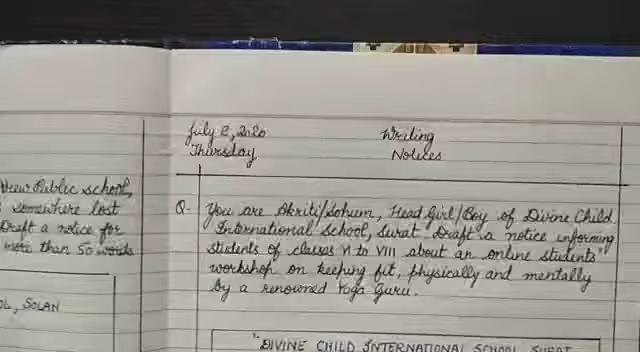 View Public school,
somewhere lost
Draft a notice for
more than 50 words
OL, SOLAN
July 2, 2020
Thursday
Writing
Notices
Q- You are Akriti/Sohum, Head Girl/Boy of Divine Child
International School, Surat. Draft a notice informing
students of classes VI to VIII about an online students'
workshop on keeping fit, physically and mentally
by a renowned Yoga Guru.
DIVINE CHILD INTERNATIONAL SCHOOL, SURAT